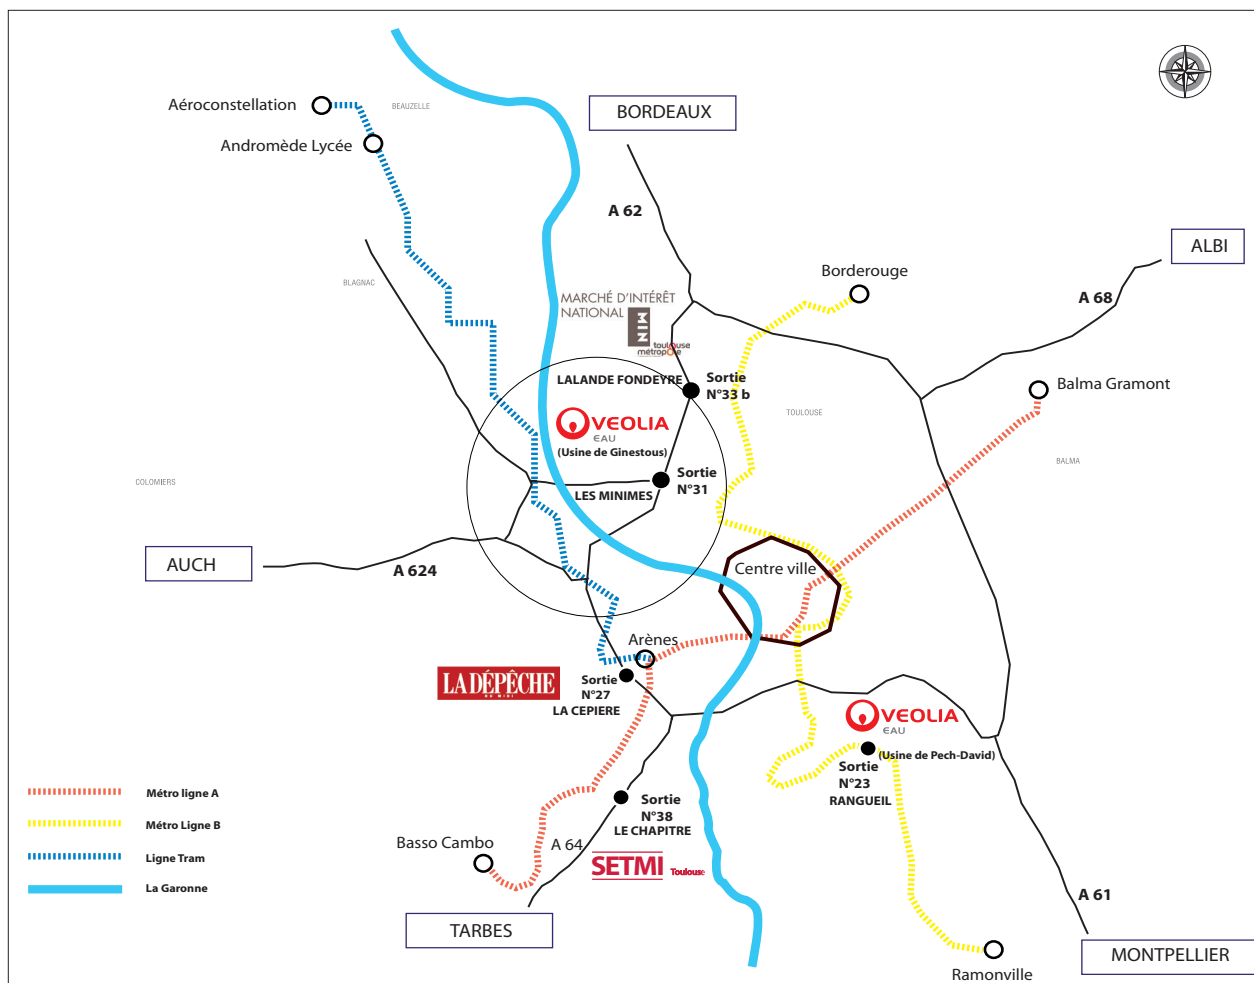 Aéroconstellation
BEAUZELLE
BORDEAUX
Andromède Lycée
A 62
ALBI
Borderouge
BLAGNAC
A 68
MARCHÉ D'INTÉRÊT
NATIONAL
MIN
toulouse
métropole
LALANDE FONDEYRE
Sortie
N°33 b
Balma Gramont
TOULOUSE
VEOLIA
EAU
(Usine de Ginestous)
BALMA
COLOMIERS
LES MINIMES
Sortie
N°31
AUCH
A 624
Centre ville
Arènes
LA DÉPÊCHE
DU MIDI
Sortie
N°27
LA CEPIERE
VEOLIA
EAU
(Usine de Pech-David)
Sortie
N°23
RANGUEIL
Métro ligne A
Métro Ligne B
Ligne Tram
La Garonne
Sortie
N°38
LE CHAPITRE
Basso Cambo
A 64
SETMI Toulouse
A 61
TARBES
MONTPELLIER
Ramonville